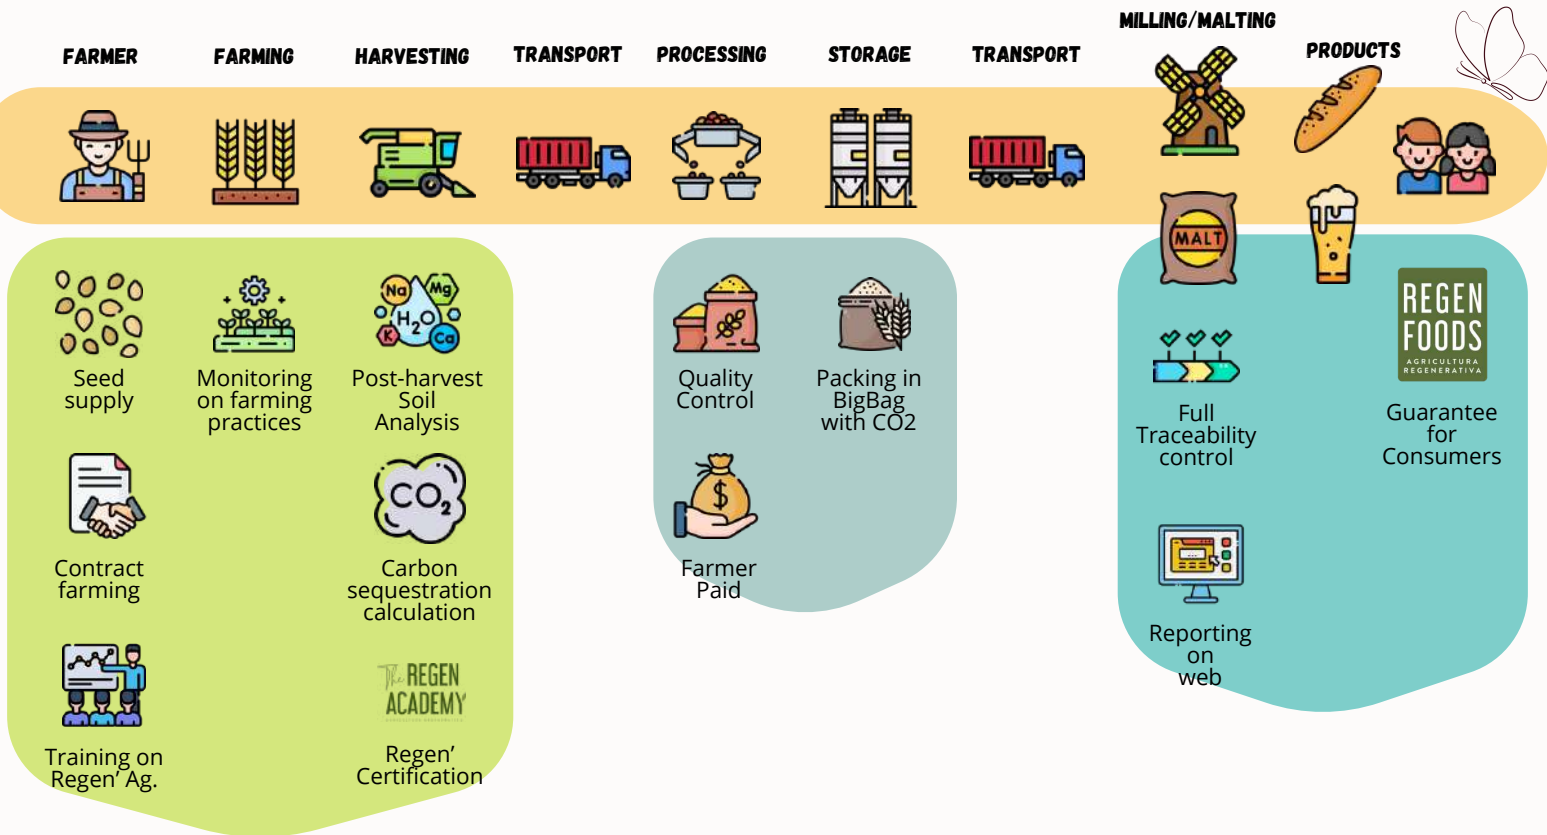 MILLING/MALTING
FARMER
FARMING
HARVESTING
TRANSPORT
PROCESSING
STORAGE
TRANSPORT
PRODUCTS
MALT
Seed
supply
Contract
farming
Training on
Regen' Ag.
Monitoring
on farming
practices
Na
Mg
H₂O
K
Ca
Post-harvest
Soil
Analysis
CO₂
Carbon
sequestration
calculation
The REGEN
ACADEMY
Regen'
Certification
Quality
Control
$
Farmer
Paid
Packing in
BigBag
with CO2
Full
Traceability
control
Reporting
on
web
REGEN
FOODS
AGRICULTURA
REGENERATIVA
Guarantee
for
Consumers